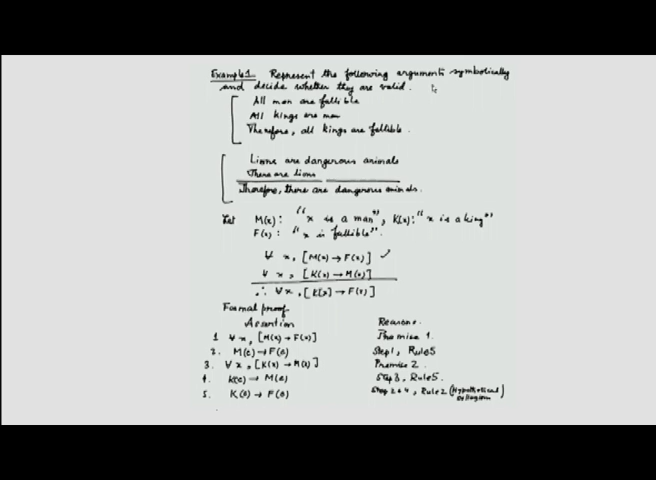 Example 1. Represent the following arguments symbolically
and decide whether they are valid.
All men are fallible
All kings are men
Therefore, all kings are fallible.
Lions are dangerous animals
There are lions
Therefore, there are dangerous animals.
Let M(x): "x is a man", K(x): "x is a king"
F(x): "x is fallible".
∀ x, [M(x) → F(x)] ✓
∀ x, [K(x) → M(x)]
∴ ∀ x, [K(x) → F(x)]
Formal proof
Assertion Reasons.
1. ∀ x, [M(x) → F(x)] Premise 1.
2. M(c) → F(c) Step 1, Rule 5
3. ∀ x, [K(x) → M(x)] Premise 2.
4. K(c) → M(c) Step 3, Rule 5.
5. K(c) → F(c) Step 2 & 4, Rule 2 (Hypothetical
syllogism